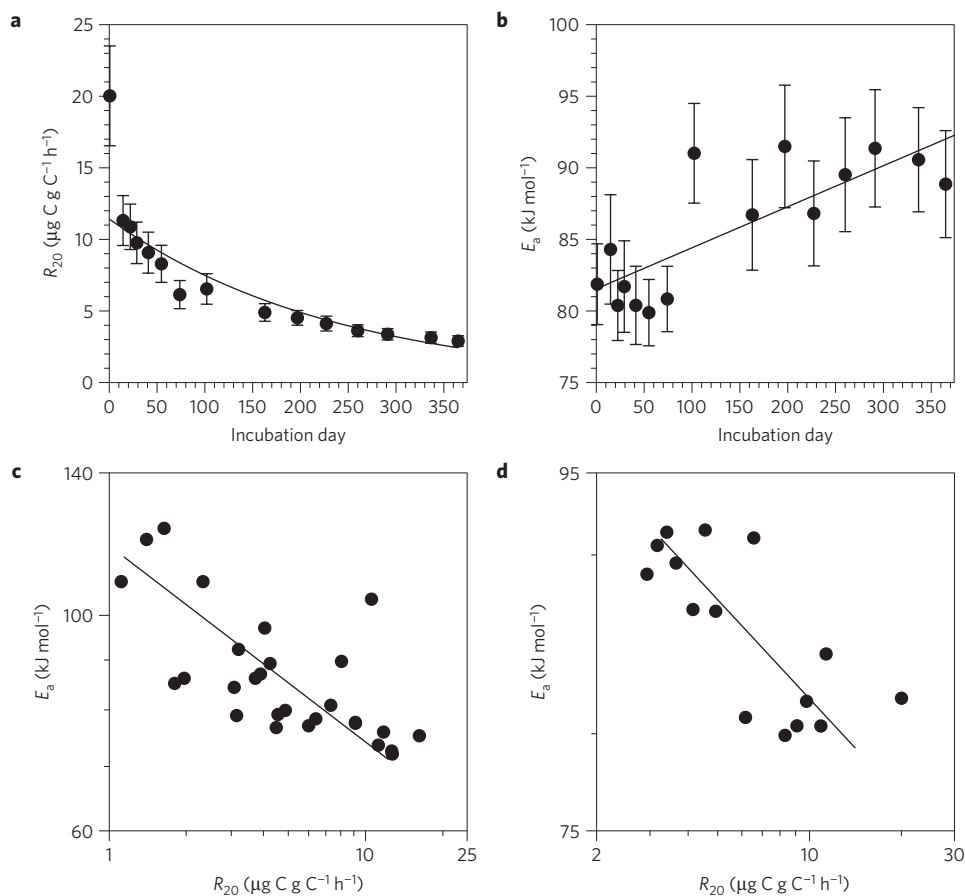 a
25
20
15
10
5
0
R20 (μg C g C–1 h–1)
0 50 100 150 200 250 300 350
Incubation day
b
100
95
90
85
80
75
Ea (kJ mol–1)
0 50 100 150 200 250 300 350
Incubation day
c
140
100
60
Ea (kJ mol–1)
1 10 25
R20 (μg C g C–1 h–1)
d
95
75
Ea (kJ mol–1)
2 10 30
R20 (μg C g C–1 h–1)